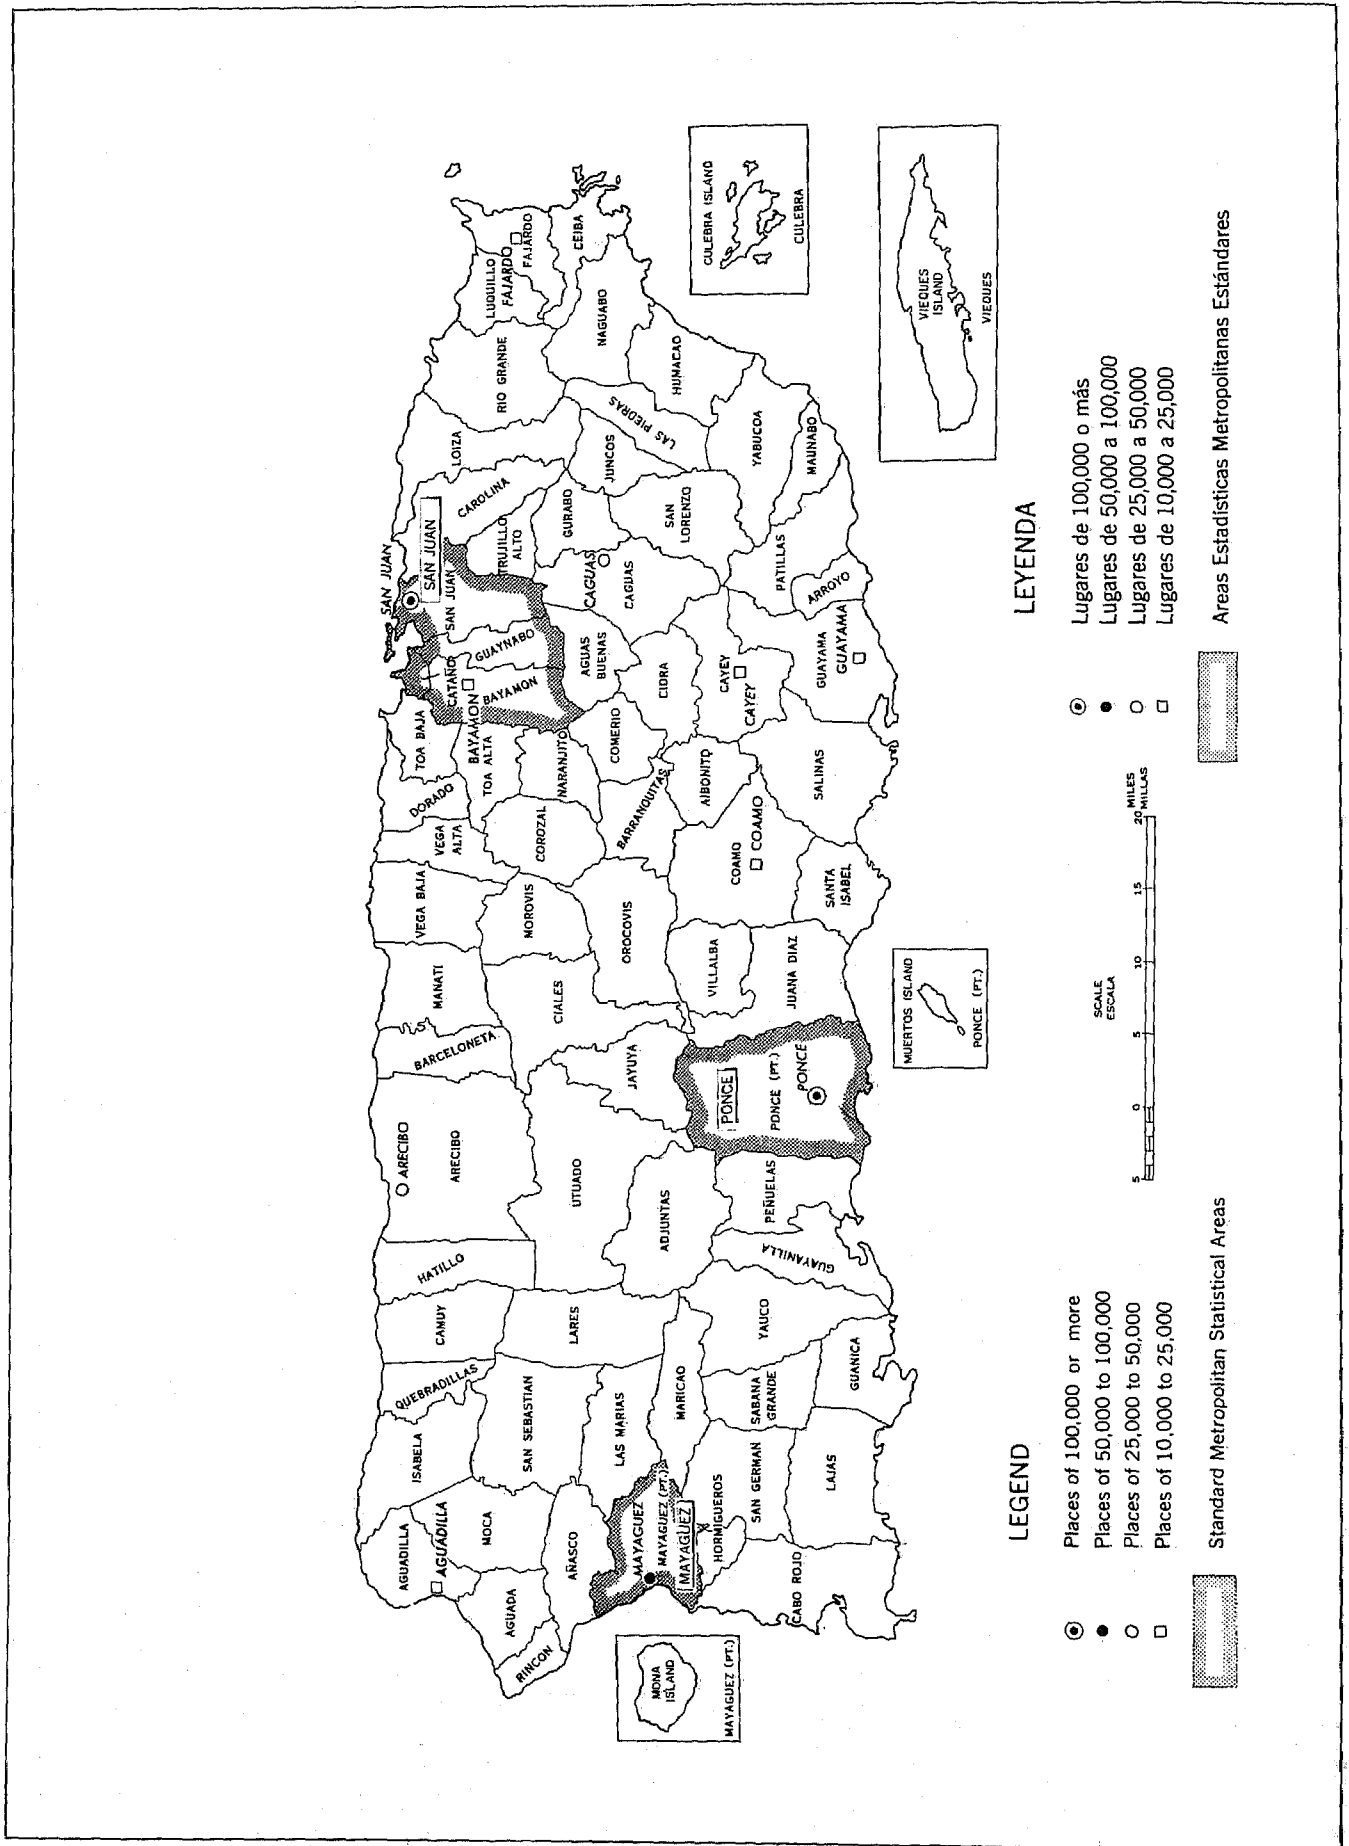 SAN JUAN
SAN JUAN
SAN JUAN
CATAÑO
GUAYNABO
BAYAMON
BAYAMON
AGUADILLA
AGUADILLA
ISABELA
QUEBRADILLAS
CAMUY
HATILLO
ARECIBO
ARECIBO
BARCELONETA
MANATI
VEGA BAJA
VEGA
ALTA
DORADO
TOA BAJA
TOA ALTA
CAROLINA
TRUJILLO
ALTO
LOIZA
RIO GRANDE
LUQUILLO
FAJARDO
FAJARDO
CEIBA
RINCON
AGUADA
MOCA
SAN SEBASTIAN
LARES
UTUADO
CIALES
MOROVIS
COROZAL
NARANJITO
COMERIO
AGUAS
BUENAS
CAGUAS
CAGUAS
GURABO
JUNCOS
LAS PIEDRAS
NAGUABO
HUMACAO
AÑASCO
LAS MARIAS
MAYAGUEZ
MAYAGUEZ (PT.)
MAYAGUEZ
MARICAO
ADJUNTAS
JAYUYA
OROCOVIS
BARRANQUITAS
AIBONITO
CIDRA
CAYEY
CAYEY
SAN
LORENZO
YABUCOA
MAUNABO
HORMIGUEROS
CABO ROJO
SAN GERMAN
LAJAS
SABANA
GRANDE
GUANICA
YAUCO
GUAYANILLA
PEÑUELAS
PONCE
PONCE (PT.)
PONCE
VILLALBA
JUANA DIAZ
COAMO
COAMO
SANTA
ISABEL
SALINAS
GUAYAMA
GUAYAMA
PATILLAS
ARROYO
MONA
ISLAND
MAYAGUEZ (PT.)
MUERTOS ISLAND
PONCE (PT.)
CULEBRA ISLAND
CULEBRA
VIEQUES
ISLAND
VIEQUES
LEGEND
Places of 100,000 or more
Places of 50,000 to 100,000
Places of 25,000 to 50,000
Places of 10,000 to 25,000
Standard Metropolitan Statistical Areas
SCALE
ESCALA
5 0 5 10 15 20 MILES
MILLAS
LEYENDA
Lugares de 100,000 o más
Lugares de 50,000 a 100,000
Lugares de 25,000 a 50,000
Lugares de 10,000 a 25,000
Areas Estadisticas Metropolitanas Estándares